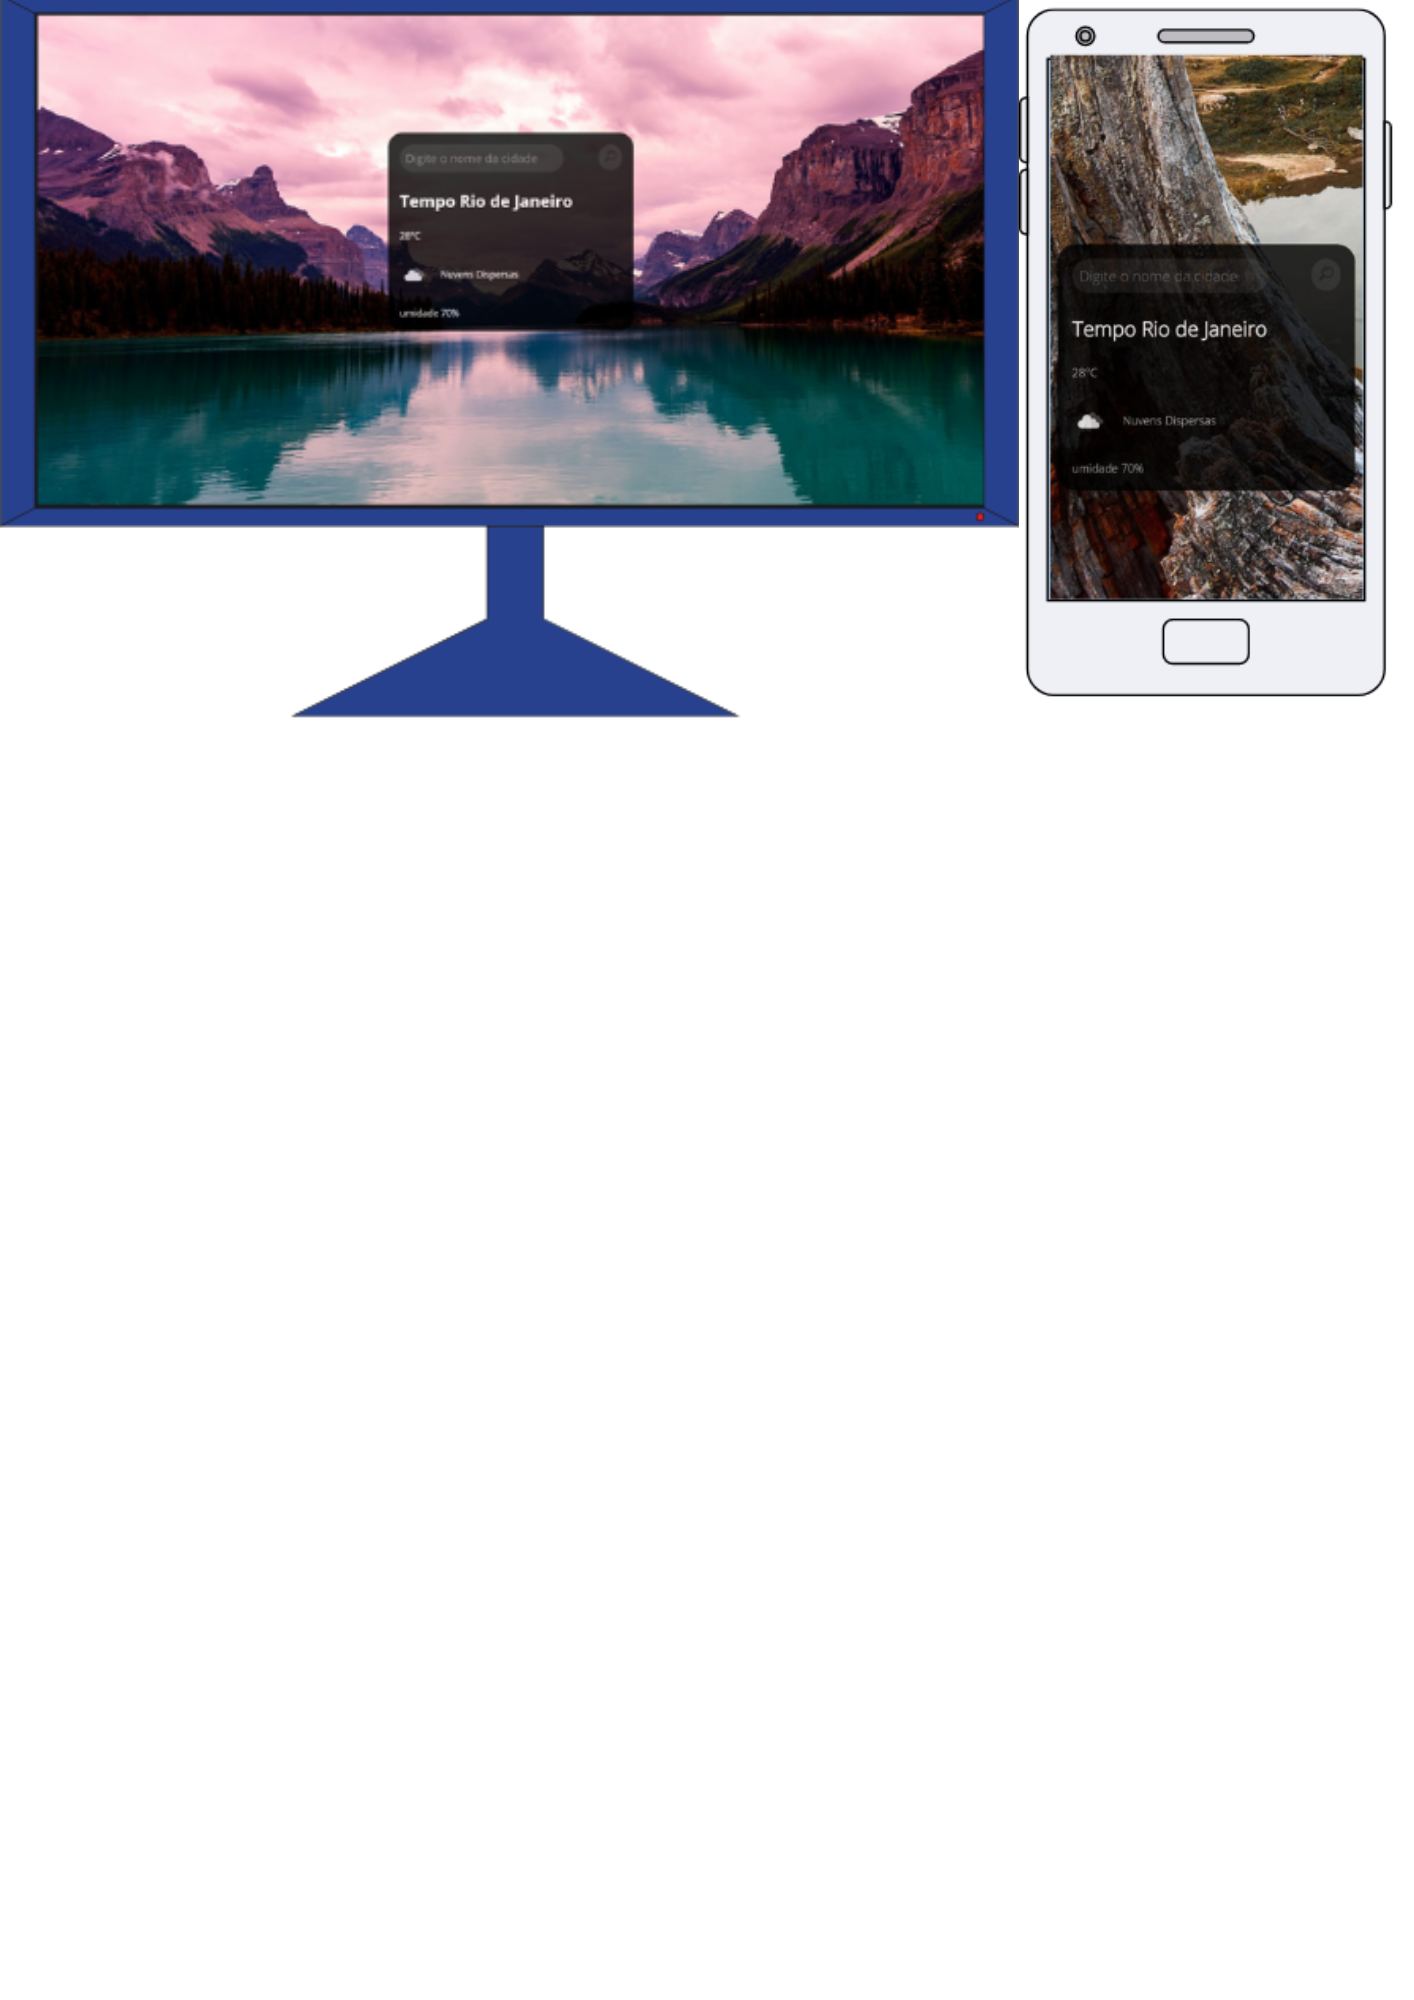 Digite o nome da cidade
Tempo Rio de Janeiro
28°C
Nuvens Dispersas
umidade 70%
Digite o nome da cidade
Tempo Rio de Janeiro
28°C
Nuvens Dispersas
umidade 70%